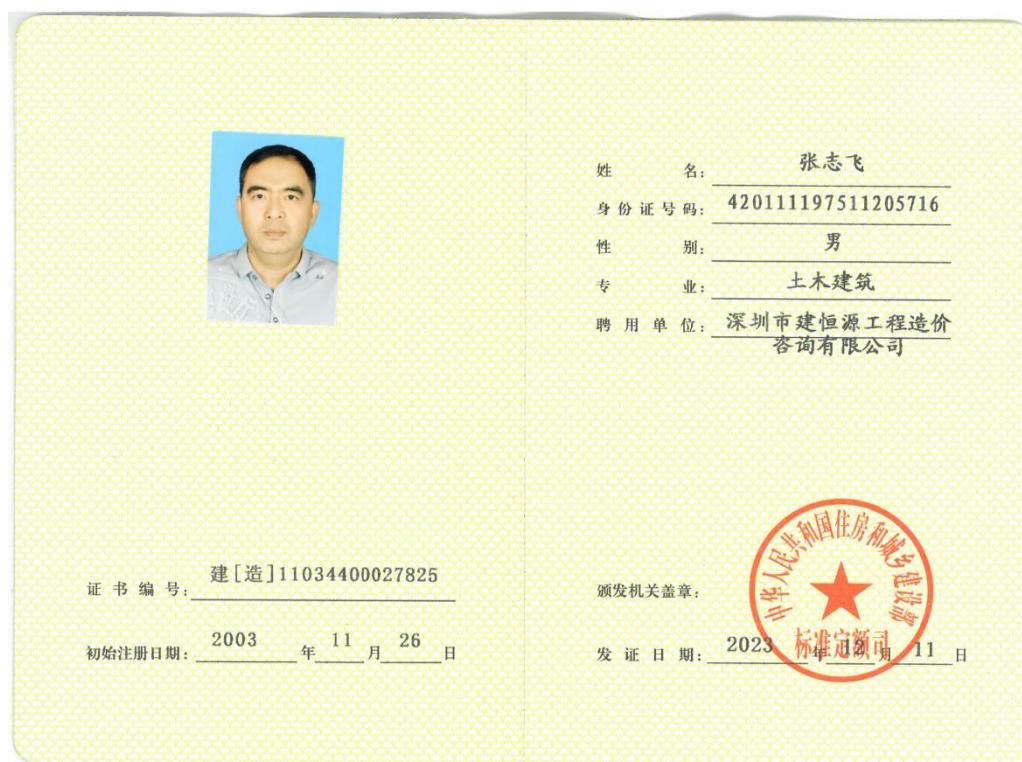 姓名：张志飞
身份证号码：420111197511205716
性别：男
专业：土木建筑
聘用单位：深圳市建恒源工程造价
咨询有限公司
证书编号：建[造]11034400027825
初始注册日期：2003年11月26日
颁发机关盖章：
中华人民共和国住房和城乡建设部
标准定额司
发证日期：2023年12月11日